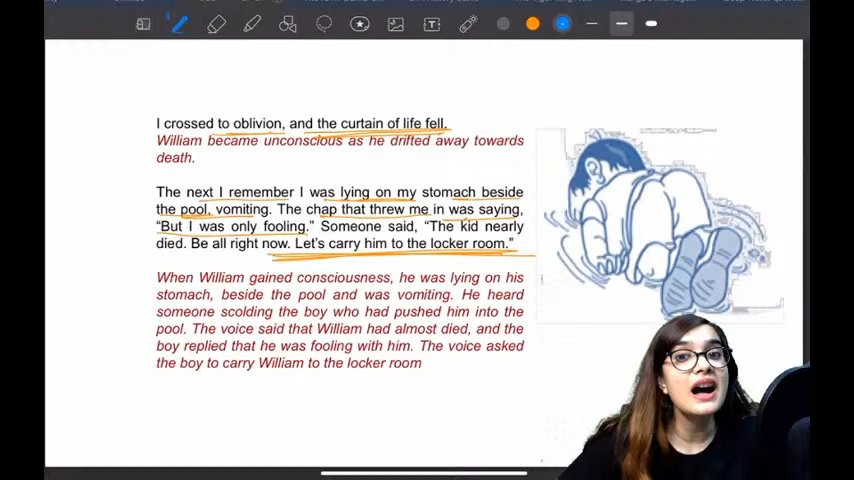 I crossed to oblivion, and the curtain of life fell.
William became unconscious as he drifted away towards
death.
The next I remember I was lying on my stomach beside
the pool, vomiting. The chap that threw me in was saying,
“But I was only fooling.” Someone said, “The kid nearly
died. Be all right now. Let’s carry him to the locker room.”
When William gained consciousness, he was lying on his
stomach, beside the pool and was vomiting. He heard
someone scolding the boy who had pushed him into the
pool. The voice said that William had almost died, and the
boy replied that he was fooling with him. The voice asked
the boy to carry William to the locker room